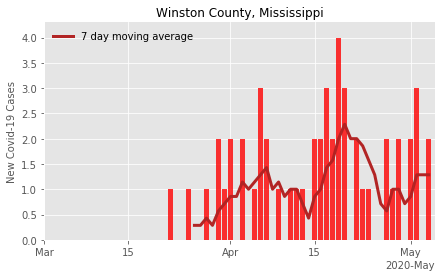 Winston County, Mississippi
7 day moving average
New Covid-19 Cases
4.0
3.5
3.0
2.5
2.0
1.5
1.0
0.5
0.0
Mar
15
Apr
15
May
2020-May